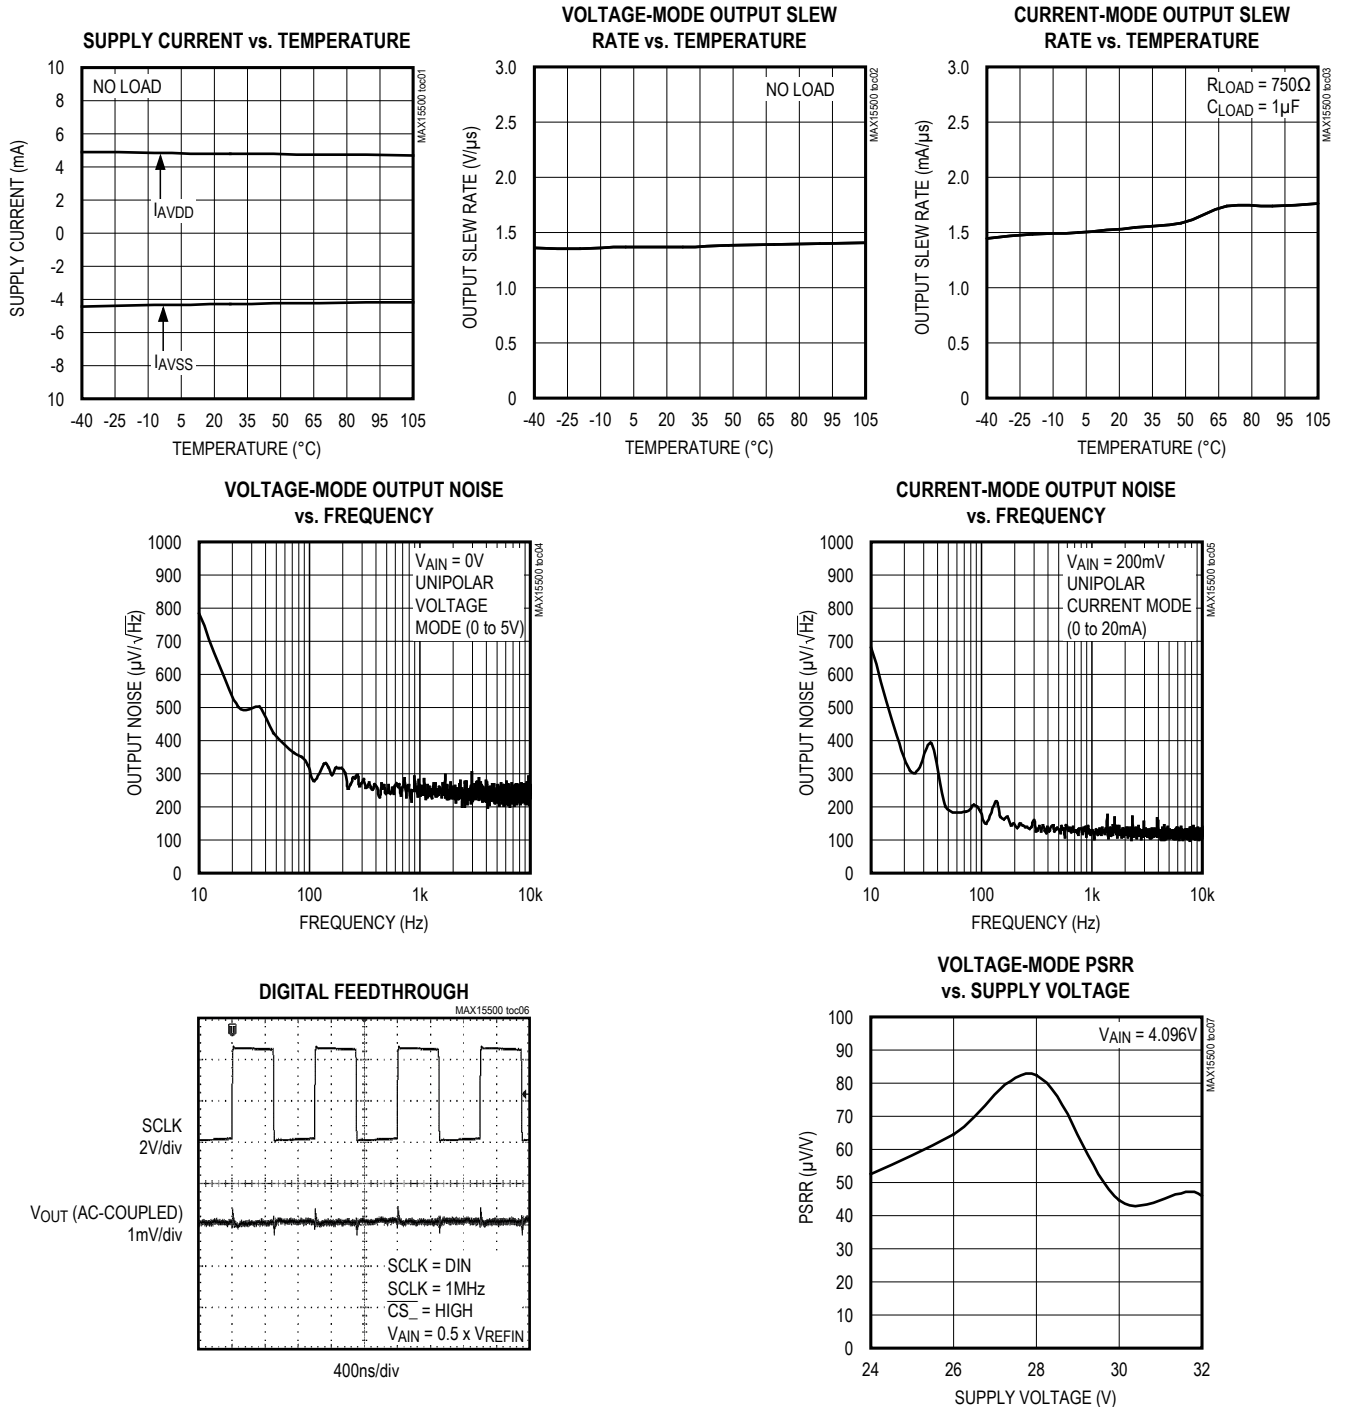 SUPPLY CURRENT vs. TEMPERATURE
MAX15500 toc01
NO LOAD
SUPPLY CURRENT (mA)
10
8
6
4
2
0
-2
-4
-6
-8
10
IAVDD
IAVSS
-40 -25 -10 5 20 35 50 65 80 95 105
TEMPERATURE (°C)
VOLTAGE-MODE OUTPUT SLEW
RATE vs. TEMPERATURE
MAX15500 toc02
NO LOAD
OUTPUT SLEW RATE (V/µs)
3.0
2.5
2.0
1.5
1.0
0.5
0
-40 -25 -10 5 20 35 50 65 80 95 105
TEMPERATURE (°C)
CURRENT-MODE OUTPUT SLEW
RATE vs. TEMPERATURE
MAX15500 toc03
RLOAD = 750Ω
CLOAD = 1µF
OUTPUT SLEW RATE (mA/µs)
3.0
2.5
2.0
1.5
1.0
0.5
0
-40 -25 -10 5 20 35 50 65 80 95 105
TEMPERATURE (°C)
VOLTAGE-MODE OUTPUT NOISE
vs. FREQUENCY
MAX15500 toc04
VAIN = 0V
UNIPOLAR
VOLTAGE
MODE (0 to 5V)
OUTPUT NOISE (µV/√Hz)
1000
900
800
700
600
500
400
300
200
100
0
10 100 1k 10k
FREQUENCY (Hz)
CURRENT-MODE OUTPUT NOISE
vs. FREQUENCY
MAX15500 toc05
VAIN = 200mV
UNIPOLAR
CURRENT MODE
(0 to 20mA)
OUTPUT NOISE (µV/√Hz)
1000
900
800
700
600
500
400
300
200
100
0
10 100 1k 10k
FREQUENCY (Hz)
DIGITAL FEEDTHROUGH
MAX15500 toc06
SCLK
2V/div
VOUT (AC-COUPLED)
1mV/div
SCLK = DIN
SCLK = 1MHz
C̅S̅_̅ = HIGH
VAIN = 0.5 x VREFIN
400ns/div
VOLTAGE-MODE PSRR
vs. SUPPLY VOLTAGE
MAX15500 toc07
VAIN = 4.096V
PSRR (µV/V)
100
90
80
70
60
50
40
30
20
10
0
24 26 28 30 32
SUPPLY VOLTAGE (V)